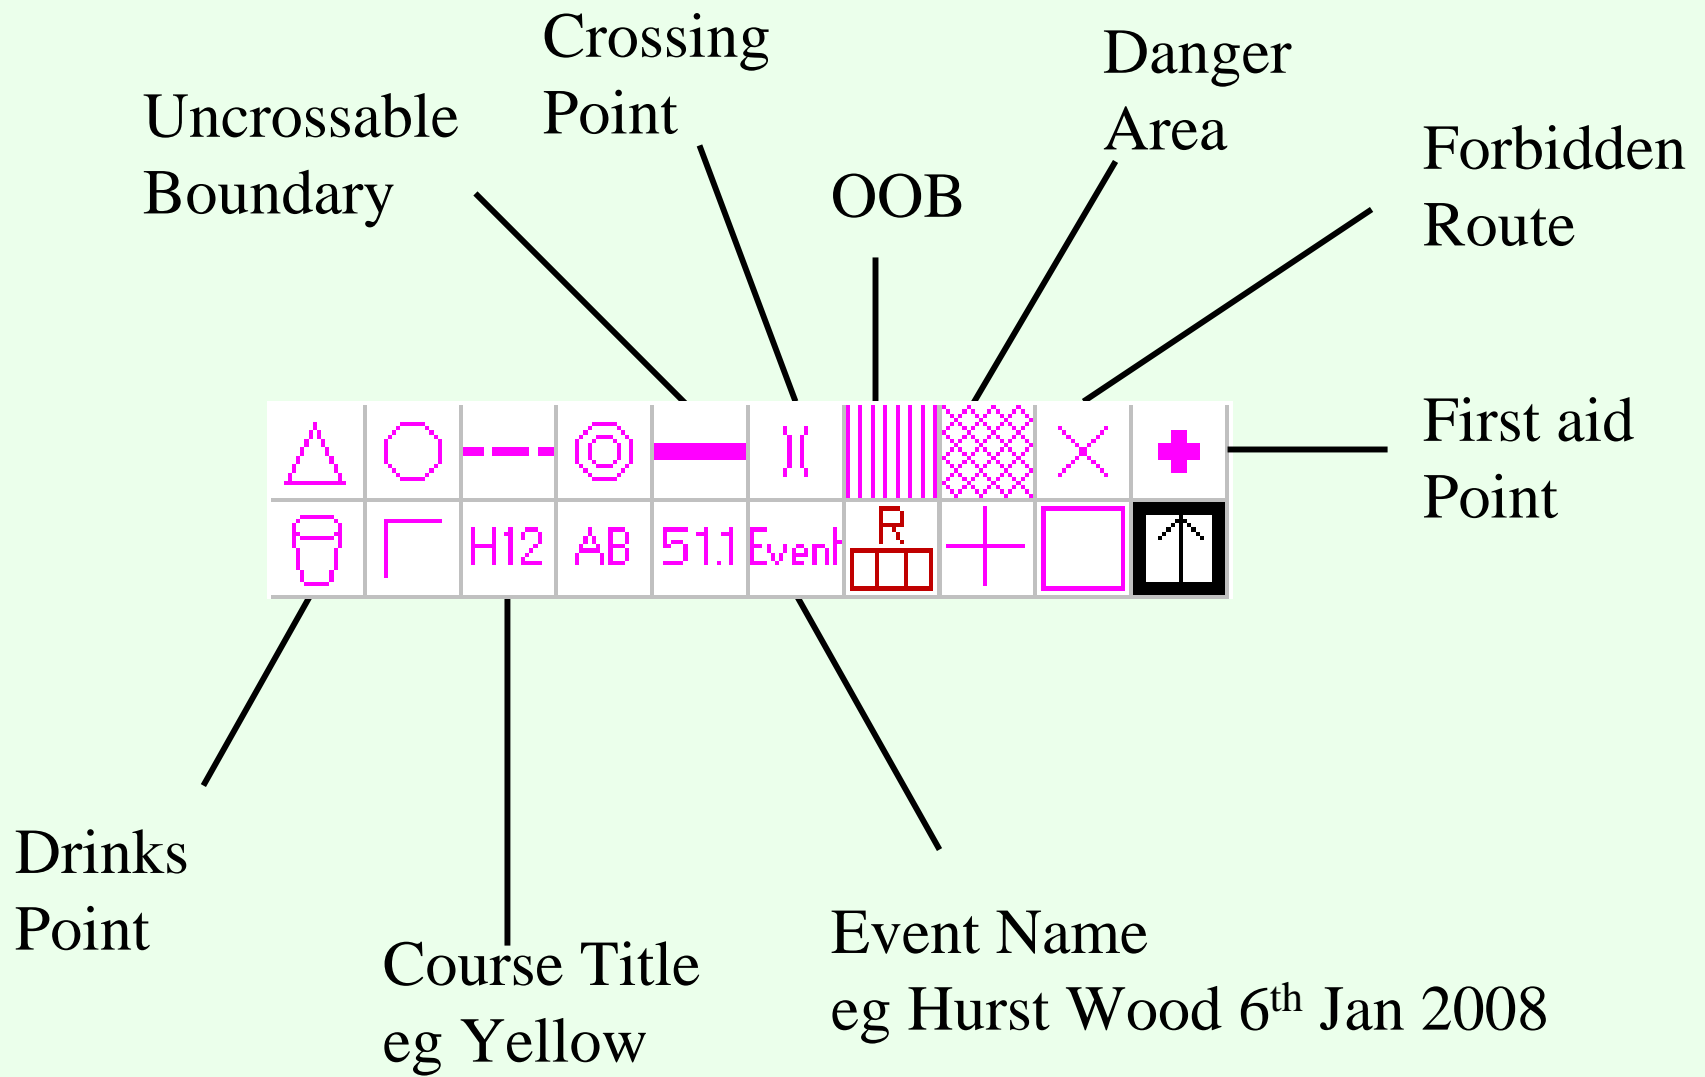 Crossing
Point
Danger
Area
Uncrossable
Boundary
Forbidden
Route
OOB
First aid
Point
R
H12
AB
51.1
Event
Drinks
Point
Course Title
eg Yellow
Event Name
eg Hurst Wood 6th Jan 2008